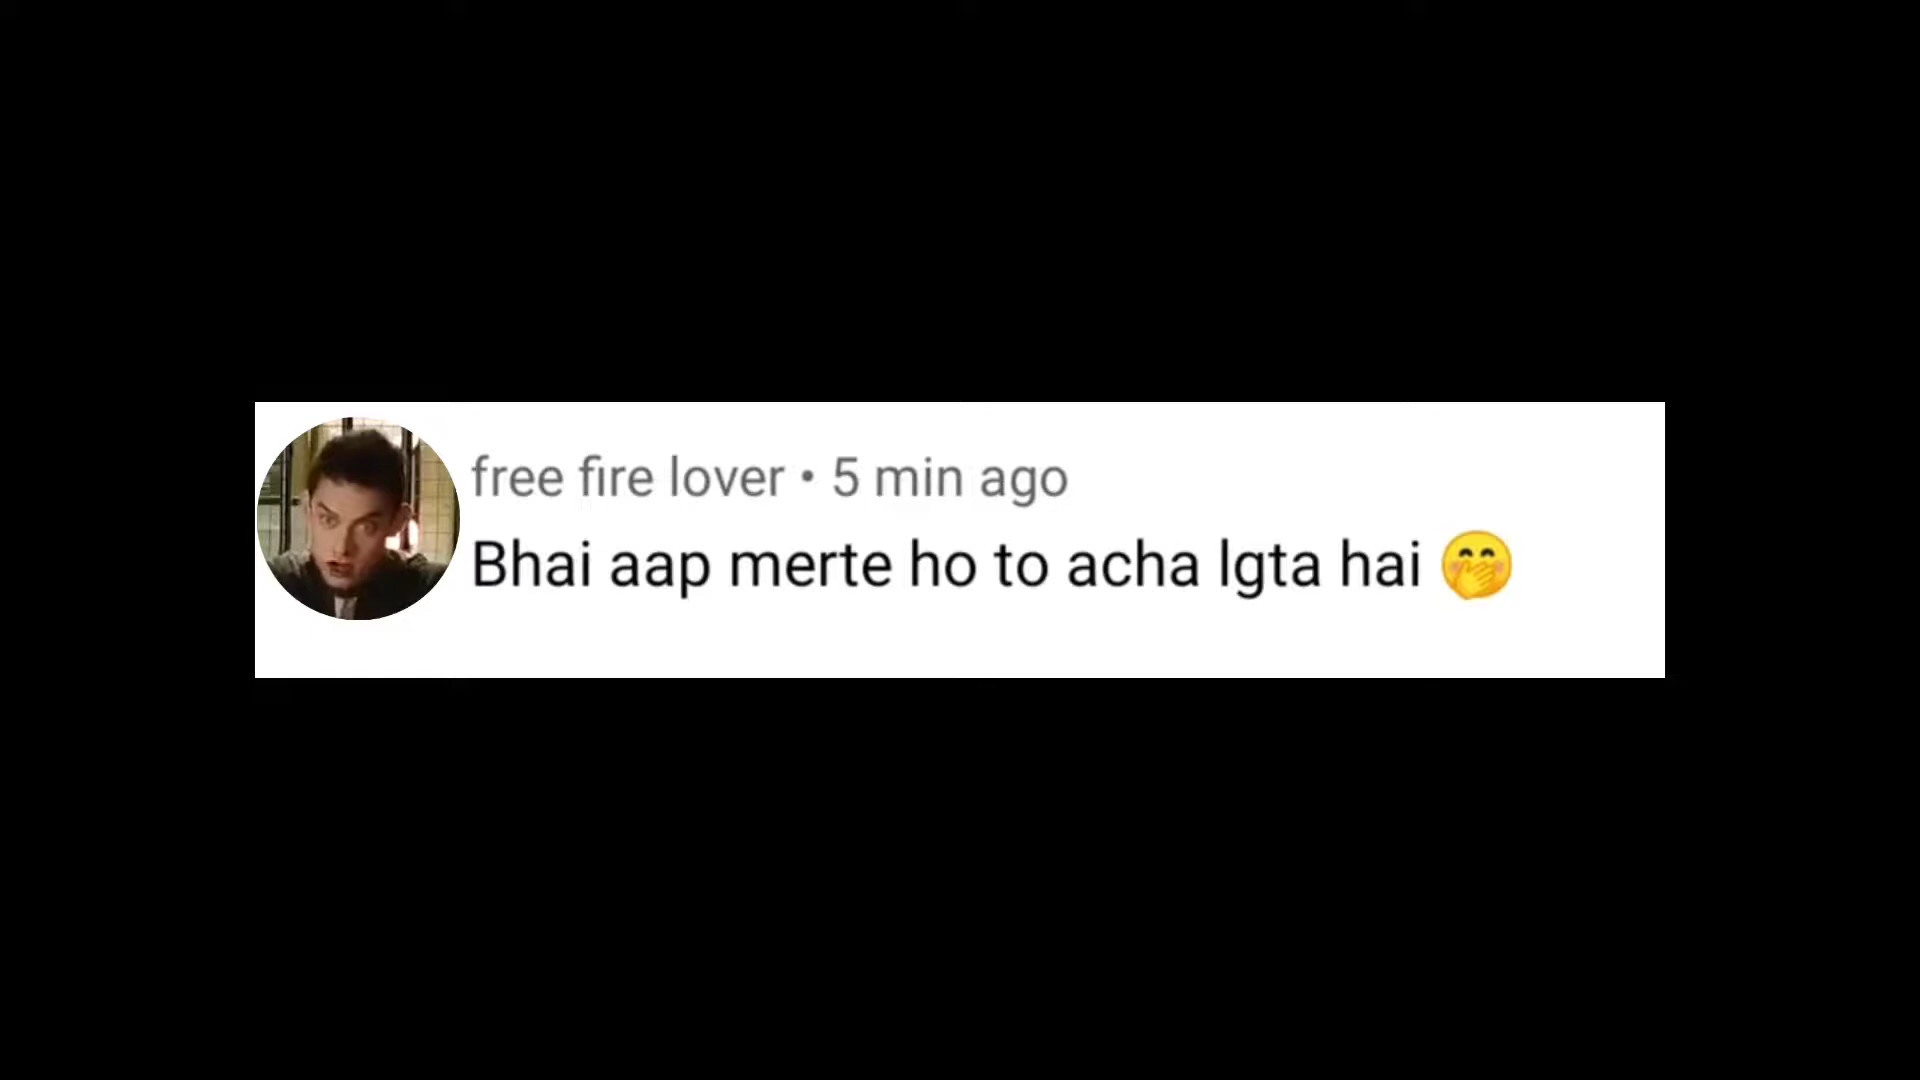 free fire lover • 5 min ago
Bhai aap merte ho to acha lgta hai 🤭